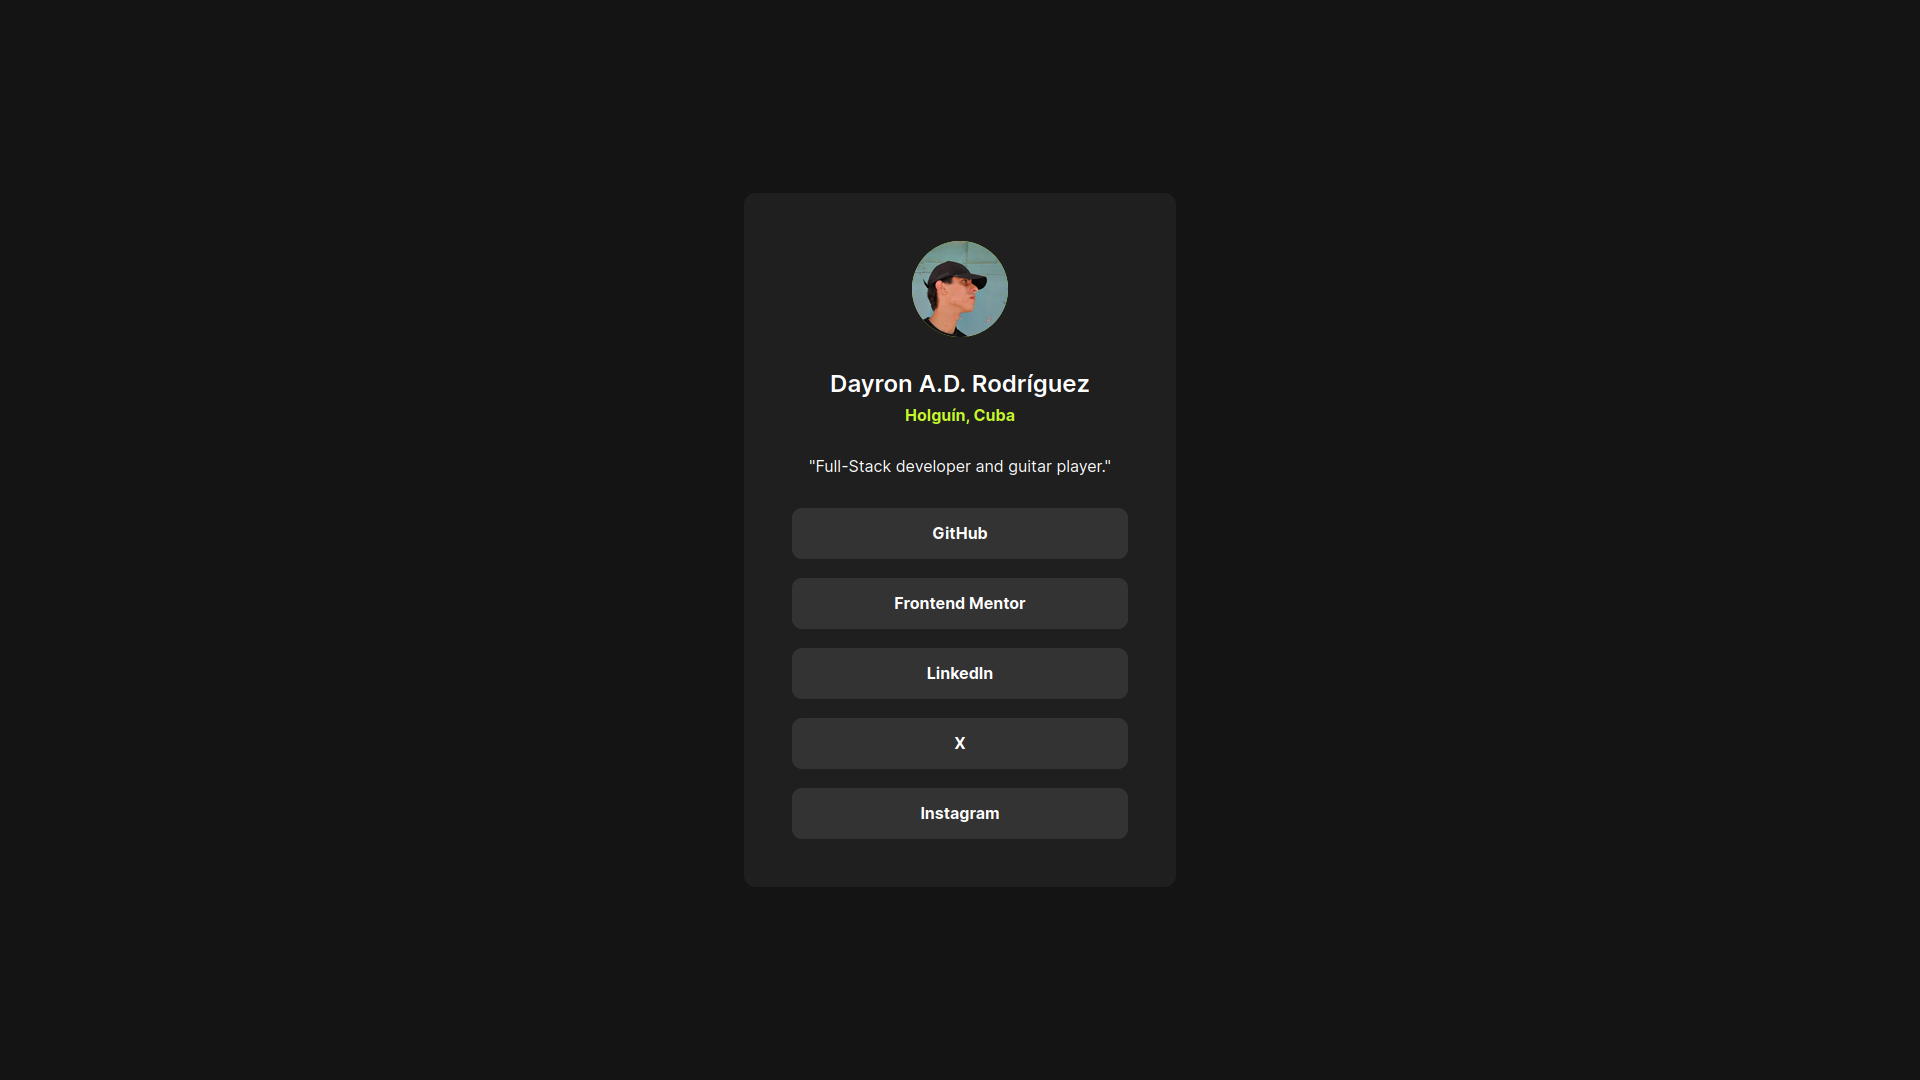 Dayron A.D. Rodríguez
Holguín, Cuba
"Full-Stack developer and guitar player."
GitHub
Frontend Mentor
LinkedIn
X
Instagram